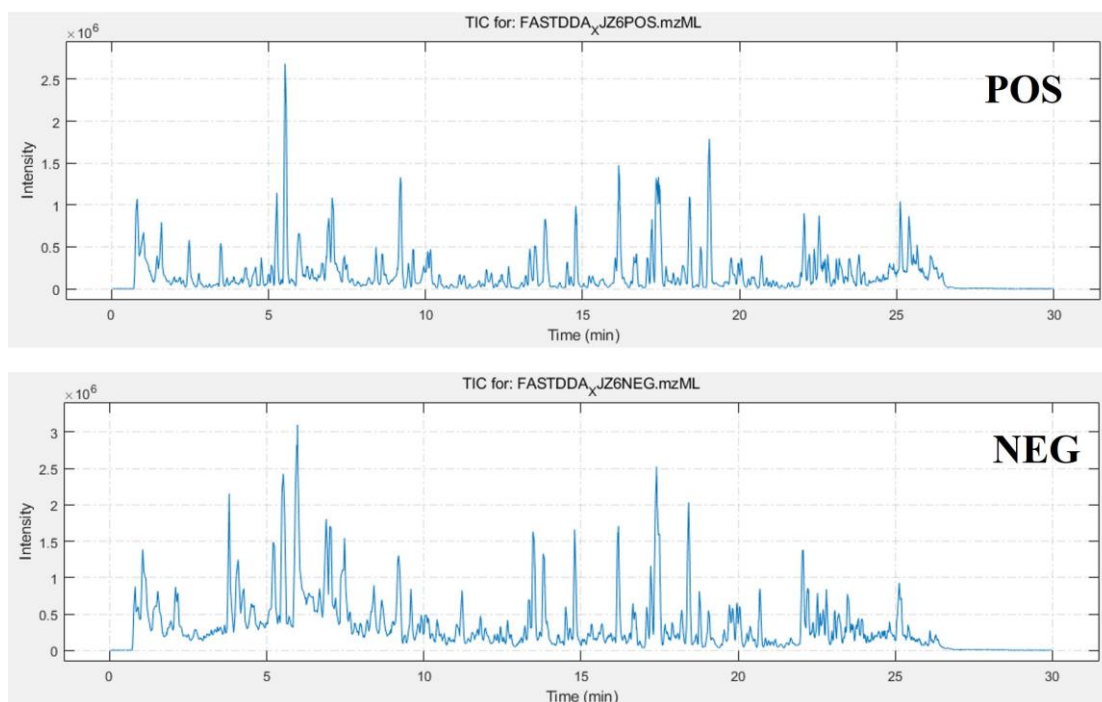 TIC for: FASTDDAXJZ6POS.mzML
×10⁶
POS
2.5
2
1.5
1
0.5
0
Intensity
0 5 10 15 20 25 30
Time (min)
TIC for: FASTDDAXJZ6NEG.mzML
×10⁶
NEG
3
2.5
2
1.5
1
0.5
0
Intensity
0 5 10 15 20 25 30
Time (min)